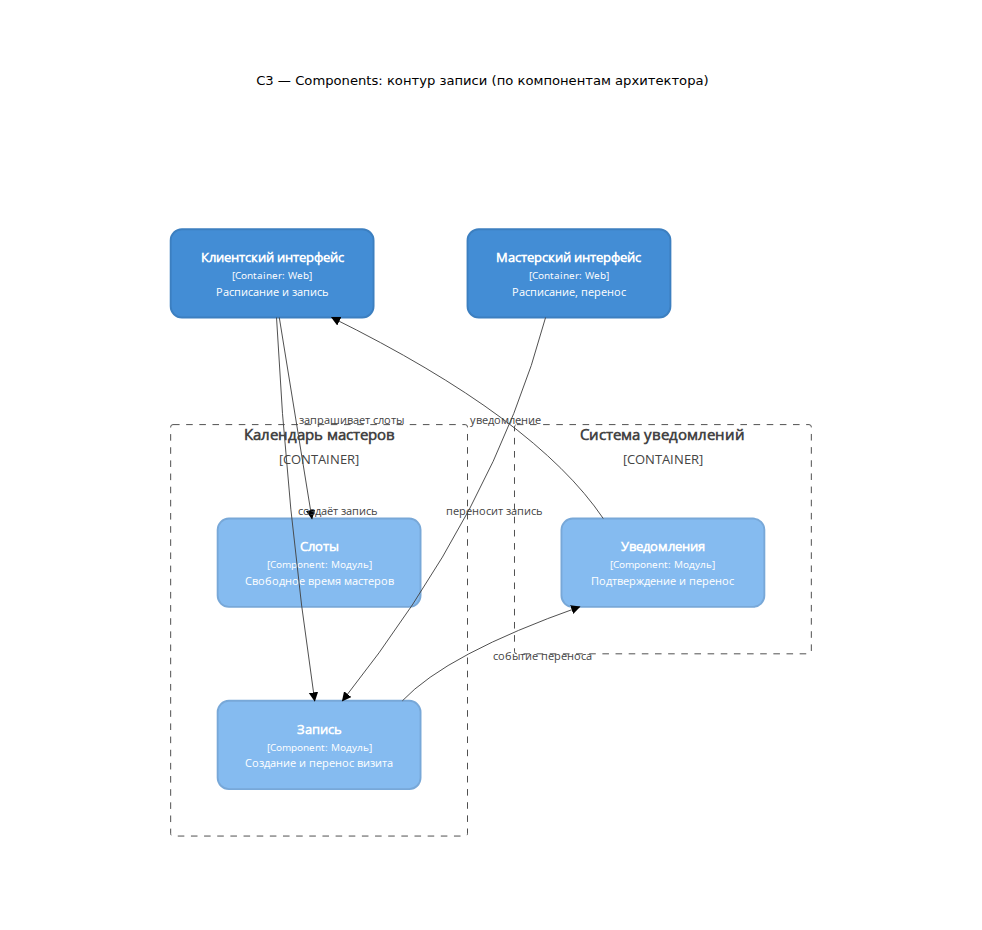 C3 — Components: контур записи (по компонентам архитектора)
Клиентский интерфейс
[Container: Web]
Расписание и запись
Мастерский интерфейс
[Container: Web]
Расписание, перенос
запрашивает слоты
уведомление
Календарь мастеров
[CONTAINER]
Система уведомлений
[CONTAINER]
создаёт запись
переносит запись
Слоты
[Component: Модуль]
Свободное время мастеров
Уведомления
[Component: Модуль]
Подтверждение и перенос
событие переноса
Запись
[Component: Модуль]
Создание и перенос визита